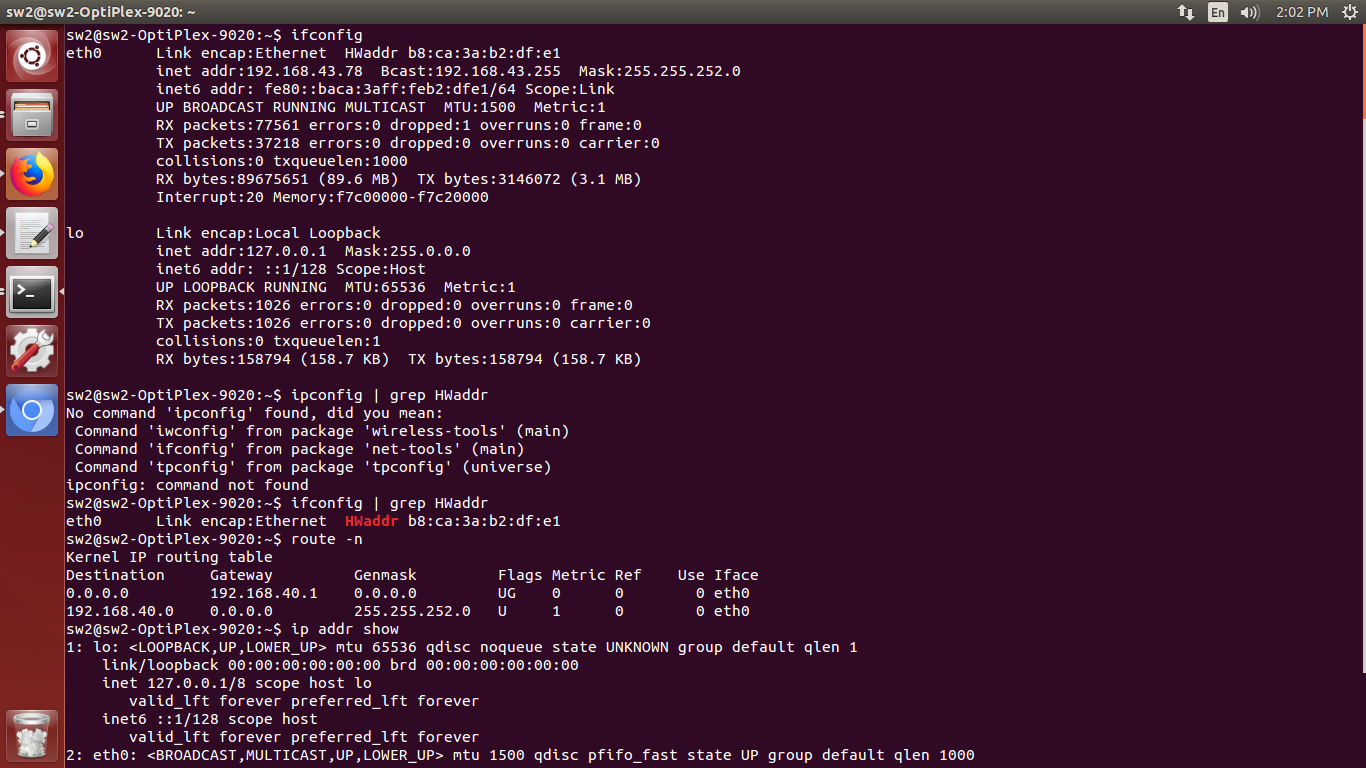 sw2@sw2-OptiPlex-9020: ~
En
2:02 PM
sw2@sw2-OptiPlex-9020:~$ ifconfig
eth0      Link encap:Ethernet  HWaddr b8:ca:3a:b2:df:e1
          inet addr:192.168.43.78  Bcast:192.168.43.255  Mask:255.255.252.0
          inet6 addr: fe80::baca:3aff:feb2:dfe1/64 Scope:Link
          UP BROADCAST RUNNING MULTICAST  MTU:1500  Metric:1
          RX packets:77561 errors:0 dropped:1 overruns:0 frame:0
          TX packets:37218 errors:0 dropped:0 overruns:0 carrier:0
          collisions:0 txqueuelen:1000
          RX bytes:89675651 (89.6 MB)  TX bytes:3146072 (3.1 MB)
          Interrupt:20 Memory:f7c00000-f7c20000
lo        Link encap:Local Loopback
          inet addr:127.0.0.1  Mask:255.0.0.0
          inet6 addr: ::1/128 Scope:Host
          UP LOOPBACK RUNNING  MTU:65536  Metric:1
          RX packets:1026 errors:0 dropped:0 overruns:0 frame:0
          TX packets:1026 errors:0 dropped:0 overruns:0 carrier:0
          collisions:0 txqueuelen:1
          RX bytes:158794 (158.7 KB)  TX bytes:158794 (158.7 KB)
sw2@sw2-OptiPlex-9020:~$ ipconfig | grep HWaddr
No command 'ipconfig' found, did you mean:
 Command 'iwconfig' from package 'wireless-tools' (main)
 Command 'ifconfig' from package 'net-tools' (main)
 Command 'tpconfig' from package 'tpconfig' (universe)
ipconfig: command not found
sw2@sw2-OptiPlex-9020:~$ ifconfig | grep HWaddr
eth0      Link encap:Ethernet  HWaddr b8:ca:3a:b2:df:e1
sw2@sw2-OptiPlex-9020:~$ route -n
Kernel IP routing table
Destination     Gateway         Genmask         Flags Metric Ref    Use Iface
0.0.0.0         192.168.40.1    0.0.0.0         UG    0      0        0 eth0
192.168.40.0    0.0.0.0         255.255.252.0   U     1      0        0 eth0
sw2@sw2-OptiPlex-9020:~$ ip addr show
1: lo: <LOOPBACK,UP,LOWER_UP> mtu 65536 qdisc noqueue state UNKNOWN group default qlen 1
    link/loopback 00:00:00:00:00:00 brd 00:00:00:00:00:00
    inet 127.0.0.1/8 scope host lo
       valid_lft forever preferred_lft forever
    inet6 ::1/128 scope host
       valid_lft forever preferred_lft forever
2: eth0: <BROADCAST,MULTICAST,UP,LOWER_UP> mtu 1500 qdisc pfifo_fast state UP group default qlen 1000